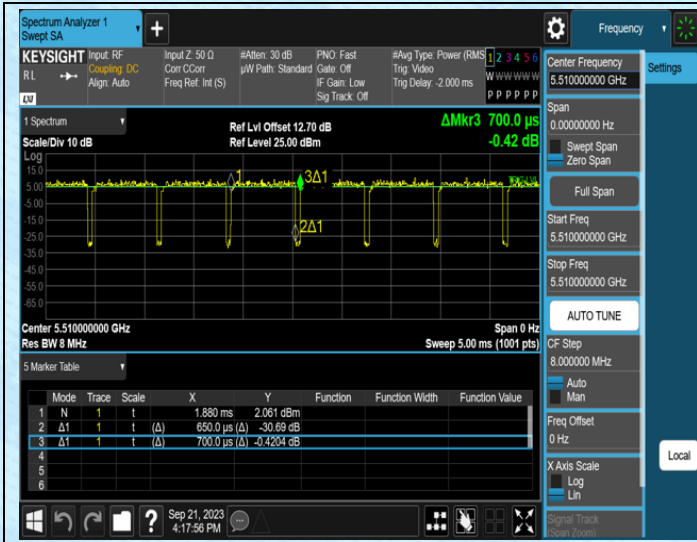 Spectrum Analyzer 1
Swept SA
Frequency
KEYSIGHT Input: RF Input Z: 50 Ω #Atten: 30 dB PNO: Fast #Avg Type: Power (RMS 1 2 3 4 5 6
RL Coupling: DC Corr CCorr µW Path: Standard Gate: Off Trig: Video W W W W W W
Align: Auto Freq Ref: Int (S) IF Gain: Low Trig Delay: -2.000 ms
Sig Track: Off P P P P P P
LXI
1 Spectrum
Scale/Div 10 dB
Ref Lvl Offset 12.70 dB
Ref Level 25.00 dBm
ΔMkr3 700.0 µs
-0.42 dB
Log
15.0
5.00
-5.00
-15.0
-25.0
-35.0
-45.0
-55.0
-65.0
1
3Δ1
2Δ1
TRIG LVL
Center 5.510000000 GHz Span 0 Hz
Res BW 8 MHz Sweep 5.00 ms (1001 pts)
5 Marker Table
Mode Trace Scale X Y Function Function Width Function Value
1 N 1 t 1.880 ms 2.061 dBm
2 Δ1 1 t (Δ) 650.0 µs (Δ) -30.69 dB
3 Δ1 1 t (Δ) 700.0 µs (Δ) -0.4204 dB
4
5
6
Sep 21, 2023
4:17:56 PM
Center Frequency
5.510000000 GHz
Span
0.00000000 Hz
Swept Span
Zero Span
Full Span
Start Freq
5.510000000 GHz
Stop Freq
5.510000000 GHz
AUTO TUNE
CF Step
8.000000 MHz
Auto
Man
Freq Offset
0 Hz
X Axis Scale
Log
Lin
Signal Track
(Span Zoom)
Settings
Local